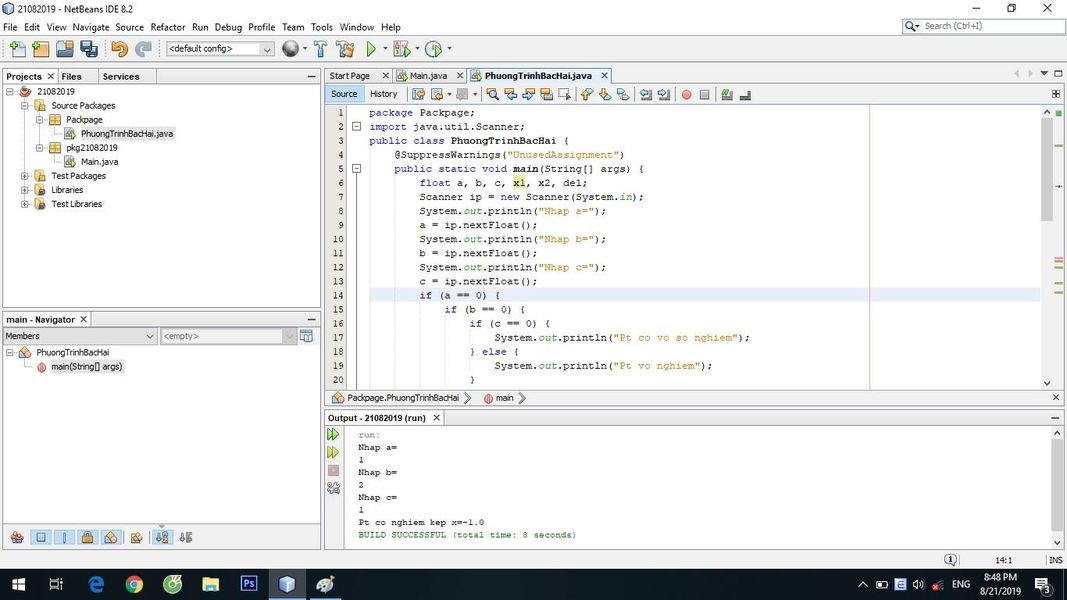 21082019 - NetBeans IDE 8.2
File Edit View Navigate Source Refactor Run Debug Profile Team Tools Window Help
Search (Ctrl+I)
<default config>
Projects Files Services
21082019
Source Packages
Packpage
PhuongTrinhBacHai.java
pkg21082019
Main.java
Test Packages
Libraries
Test Libraries
main - Navigator
Members <empty>
PhuongTrinhBacHai
main(String[] args)
Start Page Main.java PhuongTrinhBacHai.java
Source History
1 package Packpage;
2 import java.util.Scanner;
3 public class PhuongTrinhBacHai {
4 @SuppressWarnings("UnusedAssignment")
5 public static void main(String[] args) {
6 float a, b, c, x1, x2, del;
7 Scanner ip = new Scanner(System.in);
8 System.out.println("Nhap a=");
9 a = ip.nextFloat();
10 System.out.println("Nhap b=");
11 b = ip.nextFloat();
12 System.out.println("Nhap c=");
13 c = ip.nextFloat();
14 if (a == 0) {
15 if (b == 0) {
16 if (c == 0) {
17 System.out.println("Pt co vo so nghiem");
18 } else {
19 System.out.println("Pt vo nghiem");
20 }
Packpage.PhuongTrinhBacHai main
Output - 21082019 (run)
run:
Nhap a=
1
Nhap b=
2
Nhap c=
1
Pt co nghiem kep x=-1.0
BUILD SUCCESSFUL (total time: 8 seconds)
1 14:1 INS
Ps
ENG
8:48 PM
8/21/2019
3